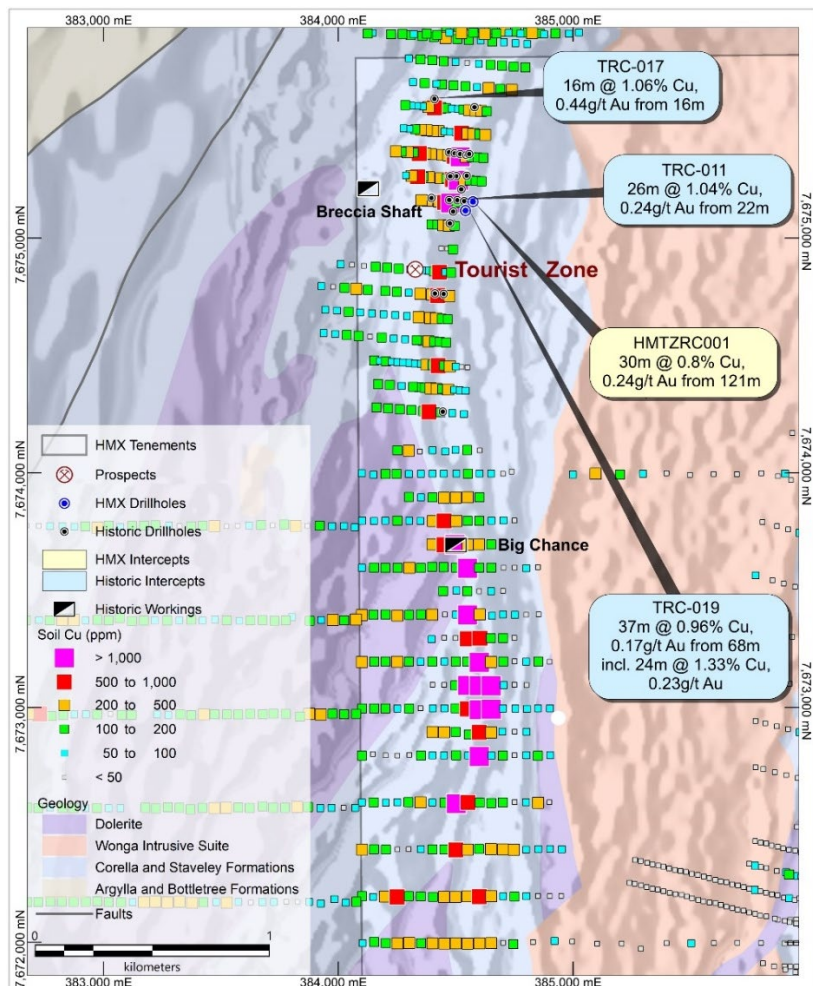 383,000 mE
384,000 mE
385,000 mE
TRC-017
16m @ 1.06% Cu,
0.44g/t Au from 16m
TRC-011
26m @ 1.04% Cu,
0.24g/t Au from 22m
Breccia Shaft
7,675,000 mN
7,675,000 mN
Tourist Zone
HMTZRC001
30m @ 0.8% Cu,
0.24g/t Au from 121m
7,674,000 mN
7,674,000 mN
Big Chance
TRC-019
37m @ 0.96% Cu,
0.17g/t Au from 68m
incl. 24m @ 1.33% Cu,
0.23g/t Au
HMX Tenements
Prospects
HMX Drillholes
Historic Drillholes
HMX Intercepts
Historic Intercepts
Historic Workings
Soil Cu (ppm)
> 1,000
500 to 1,000
200 to 500
100 to 200
50 to 100
< 50
Geology
Dolerite
Wonga Intrusive Suite
Corella and Staveley Formations
Argylla and Bottletree Formations
Faults
0 1
kilometers
7,673,000 mN
7,673,000 mN
7,672,000 mN
7,672,000 mN
383,000 mE
384,000 mE
385,000 mE